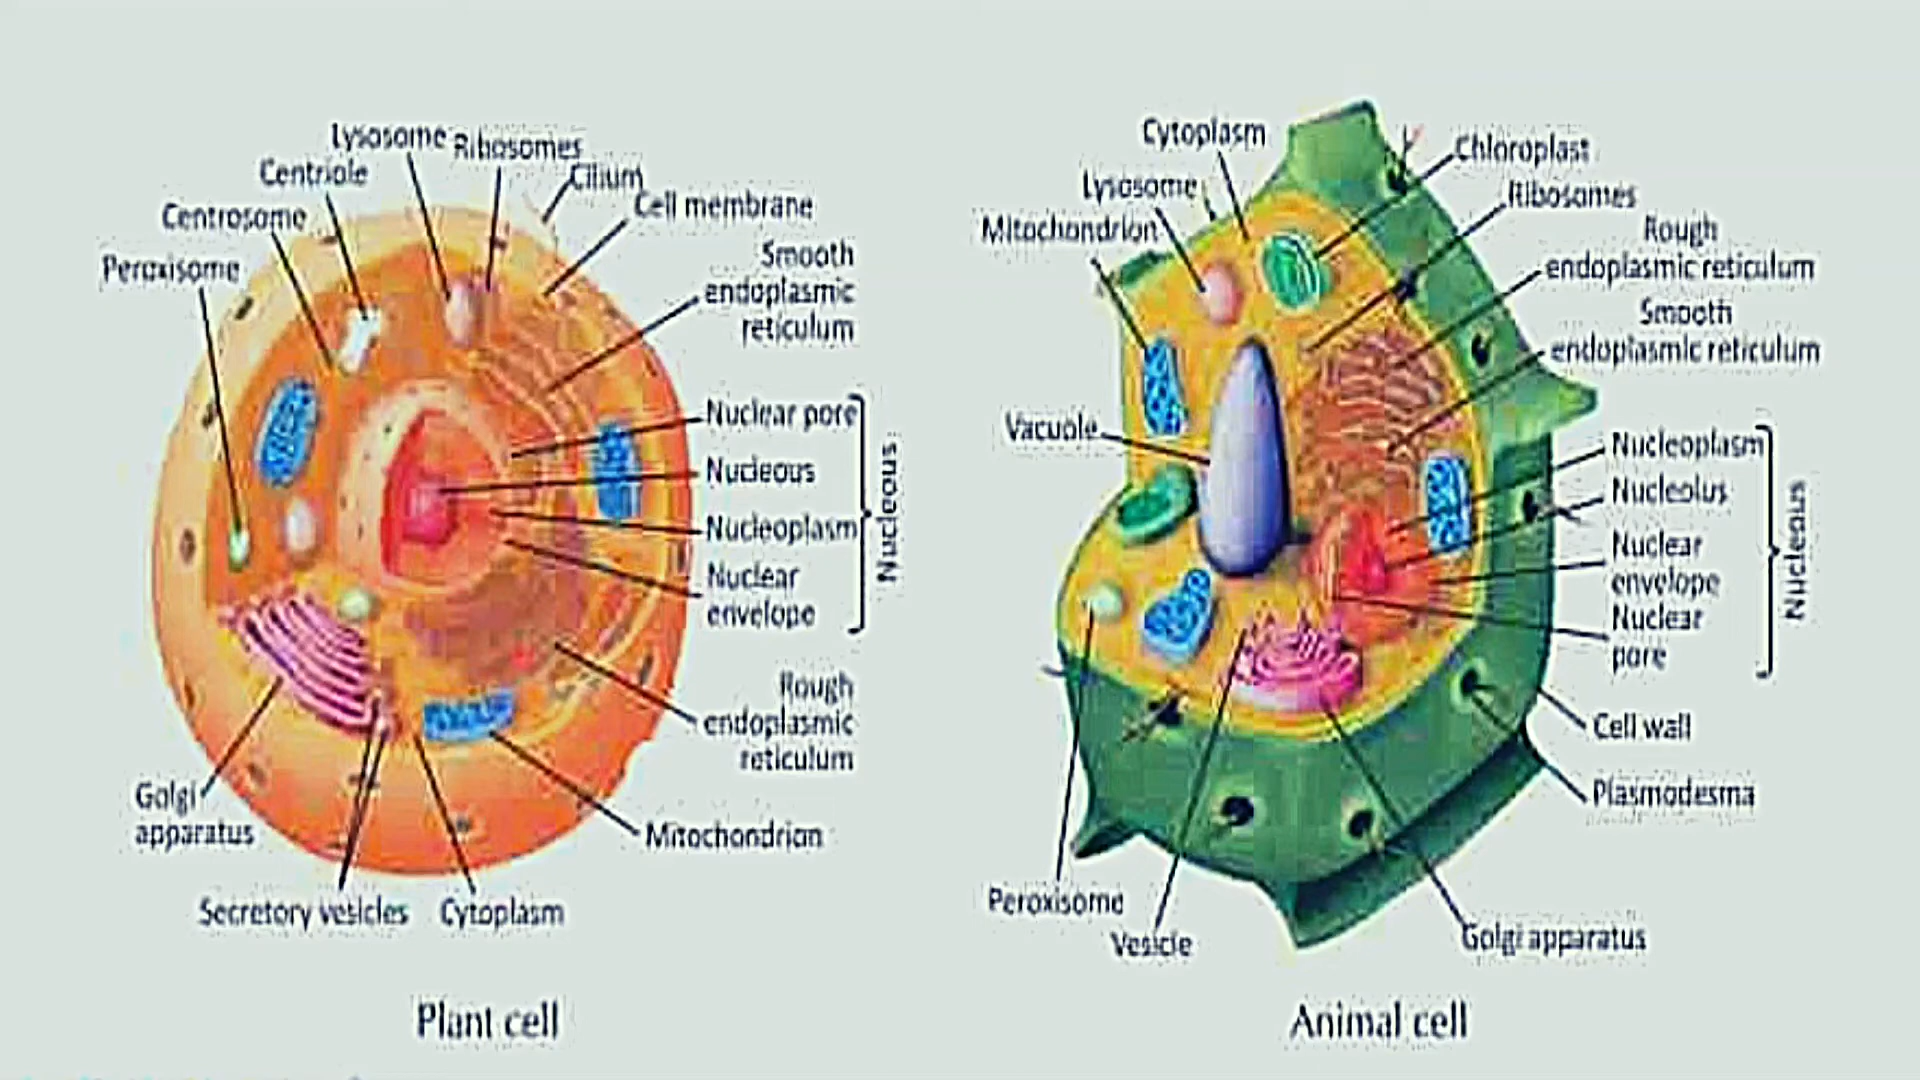 Lysosome
Ribosomes
Centriole
Cilium
Centrosome
Cell membrane
Peroxisome
Smooth
endoplasmic
reticulum
Nuclear pore
Nucleous
Nucleoplasm
Nuclear
envelope
Nucleous
Rough
endoplasmic
reticulum
Golgi
apparatus
Mitochondrion
Secretory vesicles
Cytoplasm
Plant cell
Cytoplasm
Chloroplast
Lysosome
Ribosomes
Mitochondrion
Rough
endoplasmic reticulum
Smooth
endoplasmic reticulum
Vacuole
Nucleoplasm
Nucleolus
Nuclear
envelope
Nuclear
pore
Nucleous
Cell wall
Plasmodesma
Peroxisome
Vesicle
Golgi apparatus
Animal cell